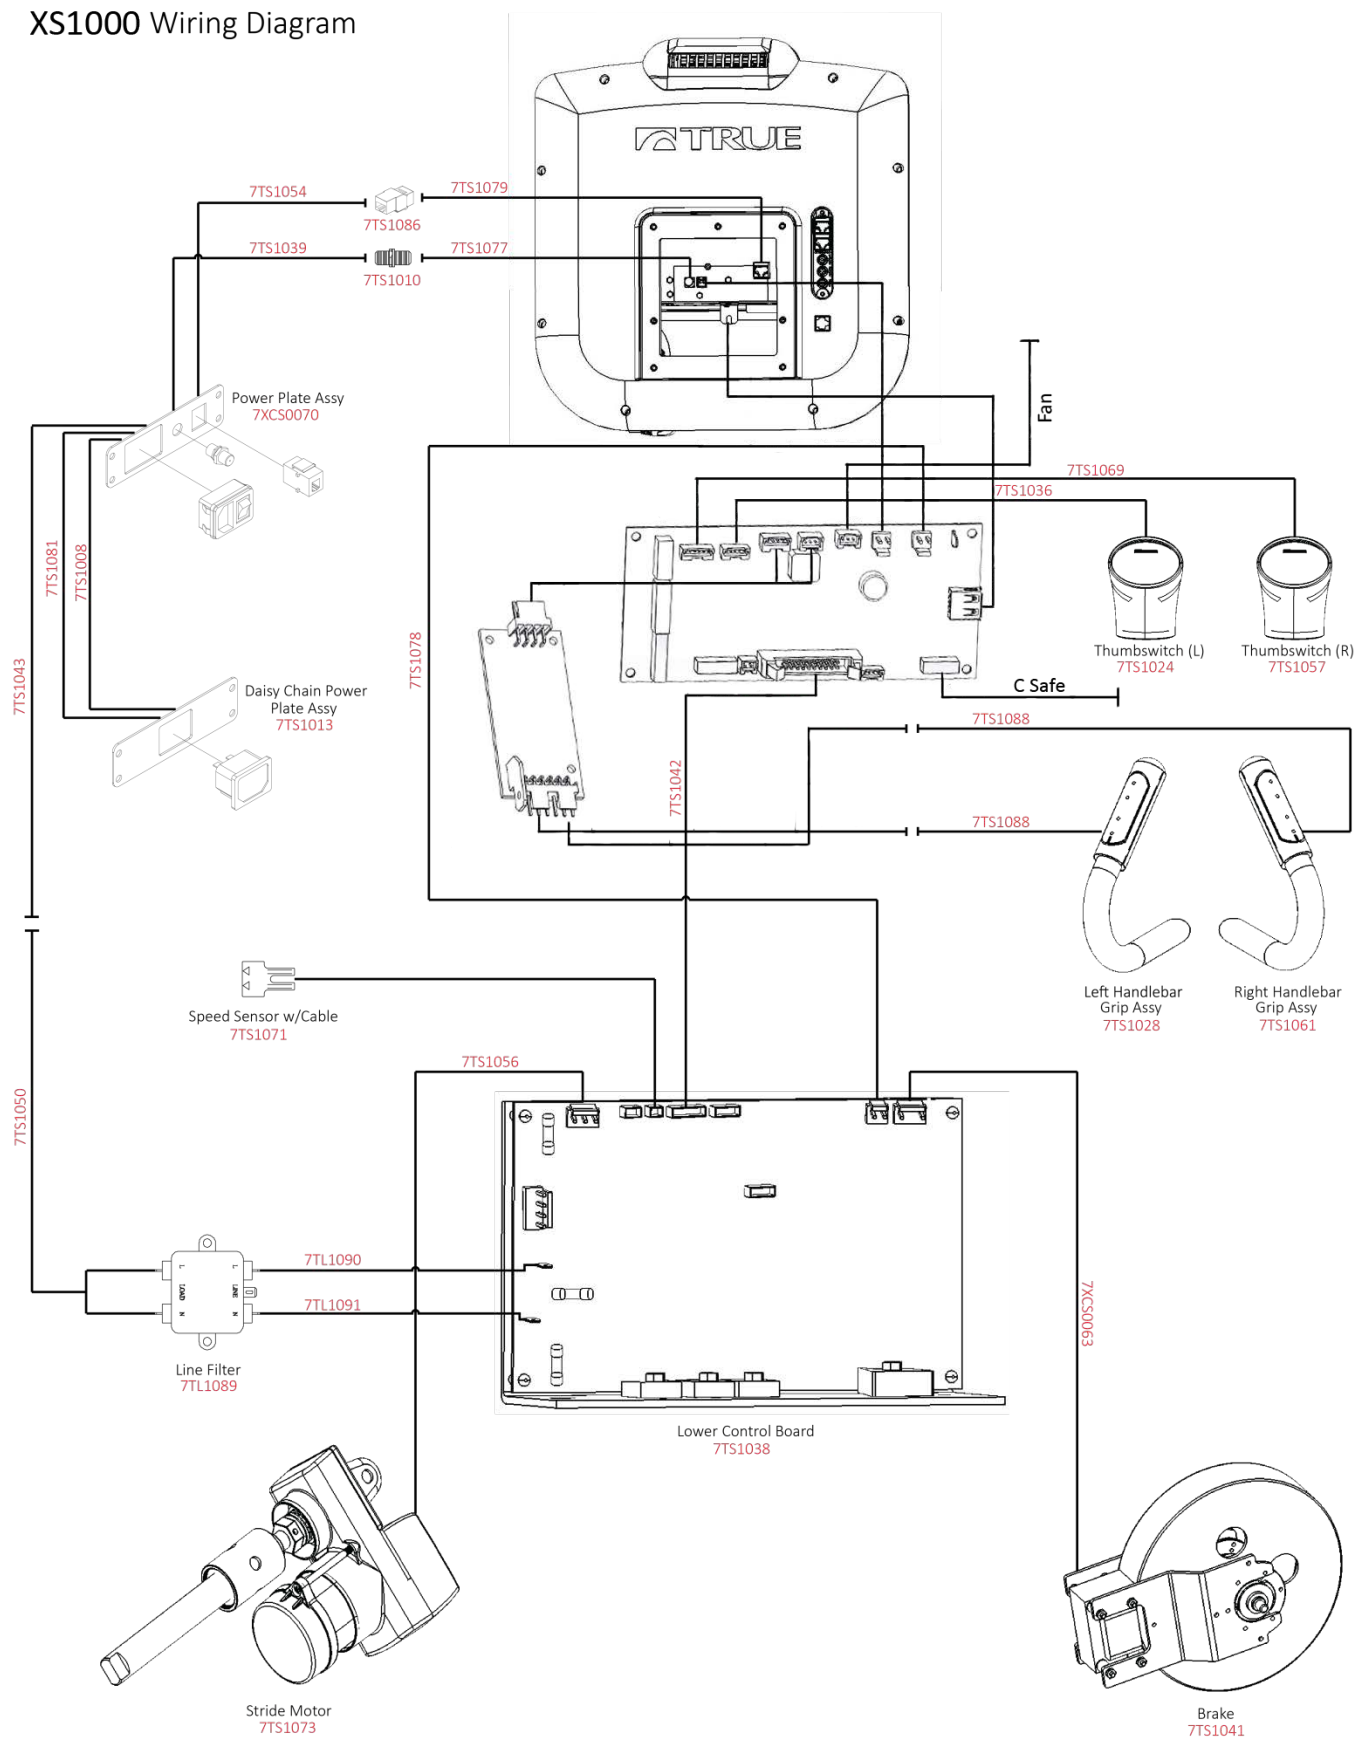 XS1000 Wiring Diagram
TRUE
7TS1054
7TS1086
7TS1079
7TS1039
7TS1010
7TS1077
Power Plate Assy
7XCS0070
Fan
7TS1069
7TS1036
7TS1081
7TS1008
7TS1078
7TS1043
Thumbswitch (L)
7TS1024
Thumbswitch (R)
7TS1057
C Safe
Daisy Chain Power
Plate Assy
7TS1013
7TS1088
7TS1042
7TS1088
Left Handlebar
Grip Assy
7TS1028
Right Handlebar
Grip Assy
7TS1061
Speed Sensor w/Cable
7TS1071
7TS1056
7TS1050
7TL1090
L
L
LOAD
LINE
N
N
7TL1091
7XCS0063
Line Filter
7TL1089
Lower Control Board
7TS1038
Stride Motor
7TS1073
Brake
7TS1041